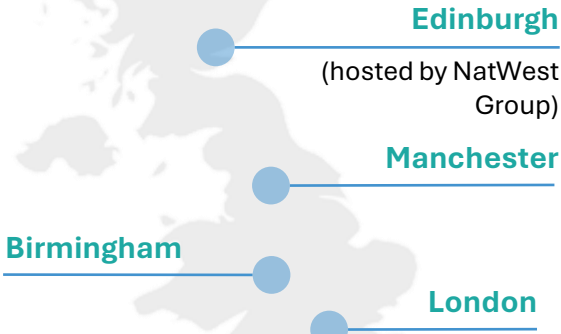 Edinburgh
(hosted by NatWest
Group)
Manchester
Birmingham
London